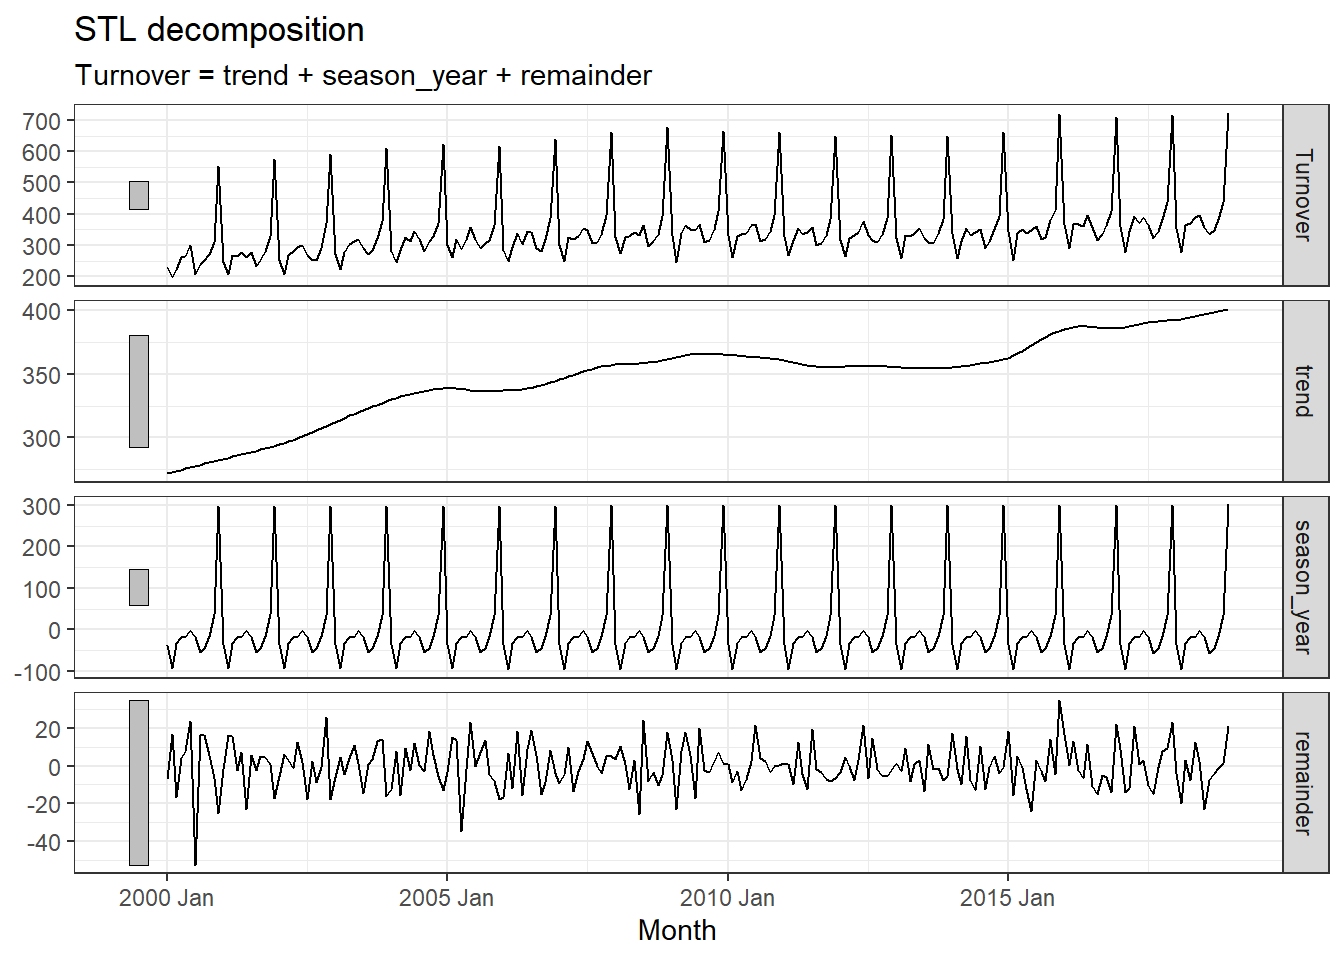 STL decomposition
Turnover = trend + season_year + remainder
700
600
500
400
300
200
Turnover
400
350
300
trend
300
200
100
0
-100
season_year
20
0
-20
-40
remainder
2000 Jan
2005 Jan
2010 Jan
2015 Jan
Month